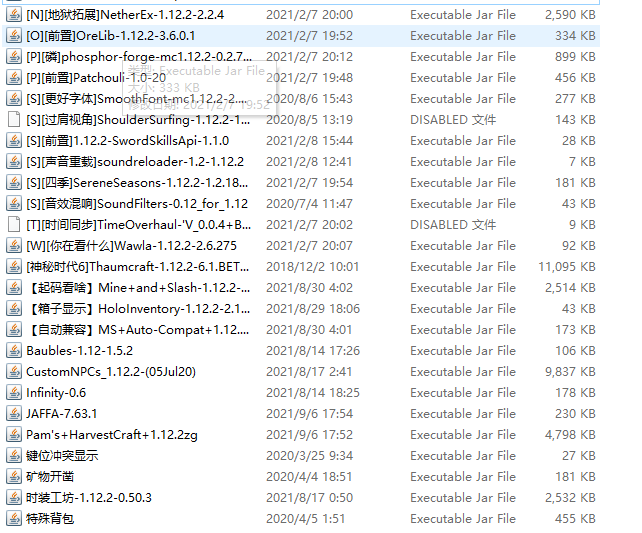 [N][地狱拓展]NetherEx-1.12.2-2.2.4 2021/2/7 20:00 Executable Jar File 2,590 KB
[O][前置]OreLib-1.12.2-3.6.0.1 2021/2/7 19:52 Executable Jar File 334 KB
[P][磷]phosphor-forge-mc1.12.2-0.2.7... 2021/2/7 20:12 Executable Jar File 899 KB
类型: Executable Jar File
[P][前置]Patchouli-1.0-20 2021/2/7 19:48 Executable Jar File 456 KB
大小: 333 KB
[S][更好字体]SmoothFont-mc1.12.2-2.... 2020/8/6 15:43 Executable Jar File 277 KB
修改日期: 2021/2/7 19:52
[S][过肩视角]ShoulderSurfing-1.12.2-1... 2020/8/5 13:19 DISABLED 文件 143 KB
[S][前置]1.12.2-SwordSkillsApi-1.1.0 2021/2/8 15:44 Executable Jar File 28 KB
[S][声音重载]soundreloader-1.2-1.12.2 2021/2/8 12:41 Executable Jar File 7 KB
[S][四季]SereneSeasons-1.12.2-1.2.18... 2021/2/7 19:54 Executable Jar File 181 KB
[S][音效混响]SoundFilters-0.12_for_1.12 2020/7/4 11:47 Executable Jar File 43 KB
[T][时间同步]TimeOverhaul-'V_0.0.4+B... 2021/2/7 20:02 DISABLED 文件 9 KB
[W][你在看什么]Wawla-1.12.2-2.6.275 2021/2/7 20:07 Executable Jar File 92 KB
[神秘时代6]Thaumcraft-1.12.2-6.1.BET... 2018/12/2 10:01 Executable Jar File 11,095 KB
【起码看啥】Mine+and+Slash-1.12.2-... 2021/8/30 4:02 Executable Jar File 2,514 KB
【箱子显示】HoloInventory-1.12.2-2.1... 2021/8/29 18:06 Executable Jar File 43 KB
【自动兼容】MS+Auto-Compat+1.12.... 2021/8/30 4:01 Executable Jar File 173 KB
Baubles-1.12-1.5.2 2021/8/14 17:26 Executable Jar File 106 KB
CustomNPCs_1.12.2-(05Jul20) 2021/8/17 2:41 Executable Jar File 9,837 KB
Infinity-0.6 2021/8/14 18:25 Executable Jar File 178 KB
JAFFA-7.63.1 2021/9/6 17:54 Executable Jar File 230 KB
Pam's+HarvestCraft+1.12.2zg 2021/9/6 17:52 Executable Jar File 4,798 KB
键位冲突显示 2020/3/25 9:34 Executable Jar File 27 KB
矿物开凿 2020/4/4 18:51 Executable Jar File 181 KB
时装工坊-1.12.2-0.50.3 2021/8/17 0:50 Executable Jar File 2,532 KB
特殊背包 2020/4/5 1:51 Executable Jar File 455 KB